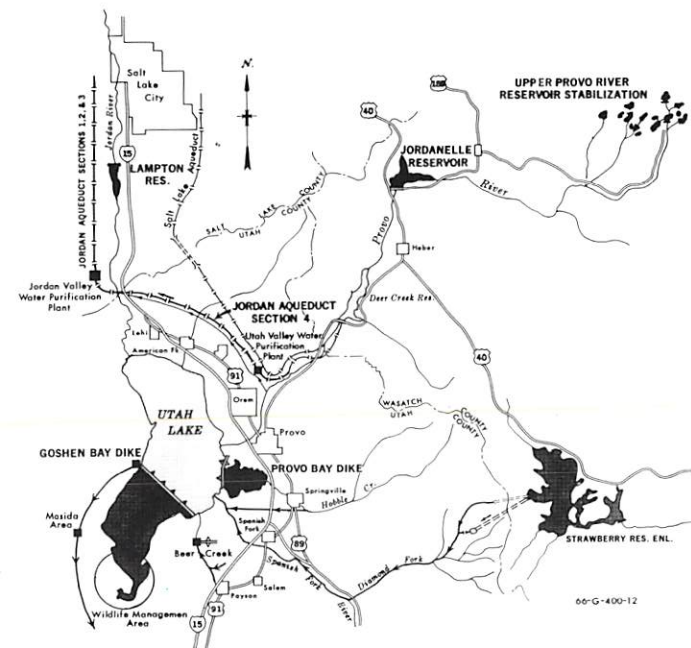 N.
Salt
Lake
City
Jordan River
JORDAN AQUEDUCT SECTIONS 1, 2, & 3
15
LAMPTON
RES.
Salt Lake Aqueduct
40
189
UPPER PROVO RIVER
RESERVOIR STABILIZATION
JORDANELLE
RESERVOIR
Provo
River
SALT LAKE COUNTY
UTAH COUNTY
Heber
Jordan Valley
Water Purification
Plant
JORDAN AQUEDUCT
SECTION 4
Deer Creek Res.
Utah Valley Water
Purification
Plant
Lehi
American Fk.
91
40
Orem
WASATCH COUNTY
UTAH COUNTY
UTAH
LAKE
Provo
GOSHEN BAY DIKE
PROVO BAY DIKE
Springville
Hobble Cr.
Mosida
Area
Spanish
Fork
89
STRAWBERRY RES. ENL.
Beer Creek
Spanish Fork River
Diamond Fork
Payson
Salem
Wildlife Managemen
Area
91
15
66-G-400-12